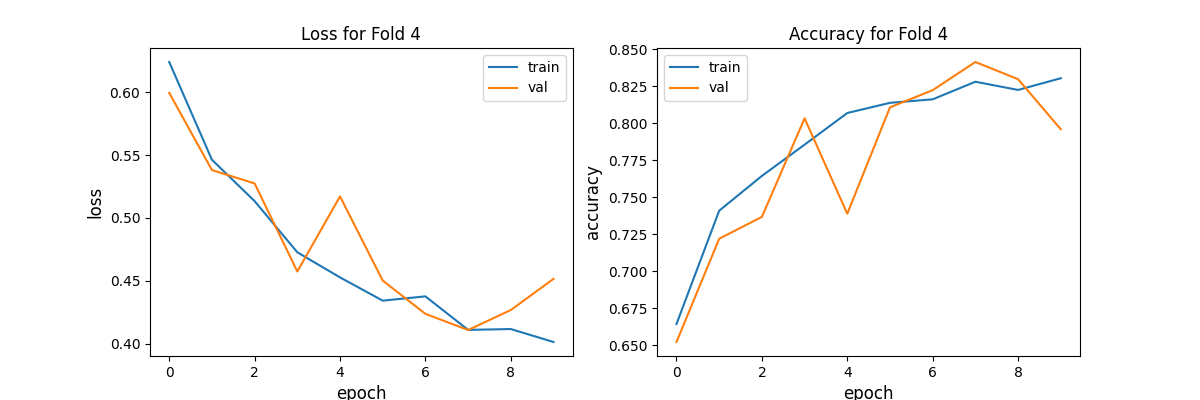 Loss for Fold 4
train
val
0.60
0.55
0.50
0.45
0.40
loss
0 2 4 6 8
epoch
Accuracy for Fold 4
train
val
0.850
0.825
0.800
0.775
0.750
0.725
0.700
0.675
0.650
accuracy
0 2 4 6 8
epoch